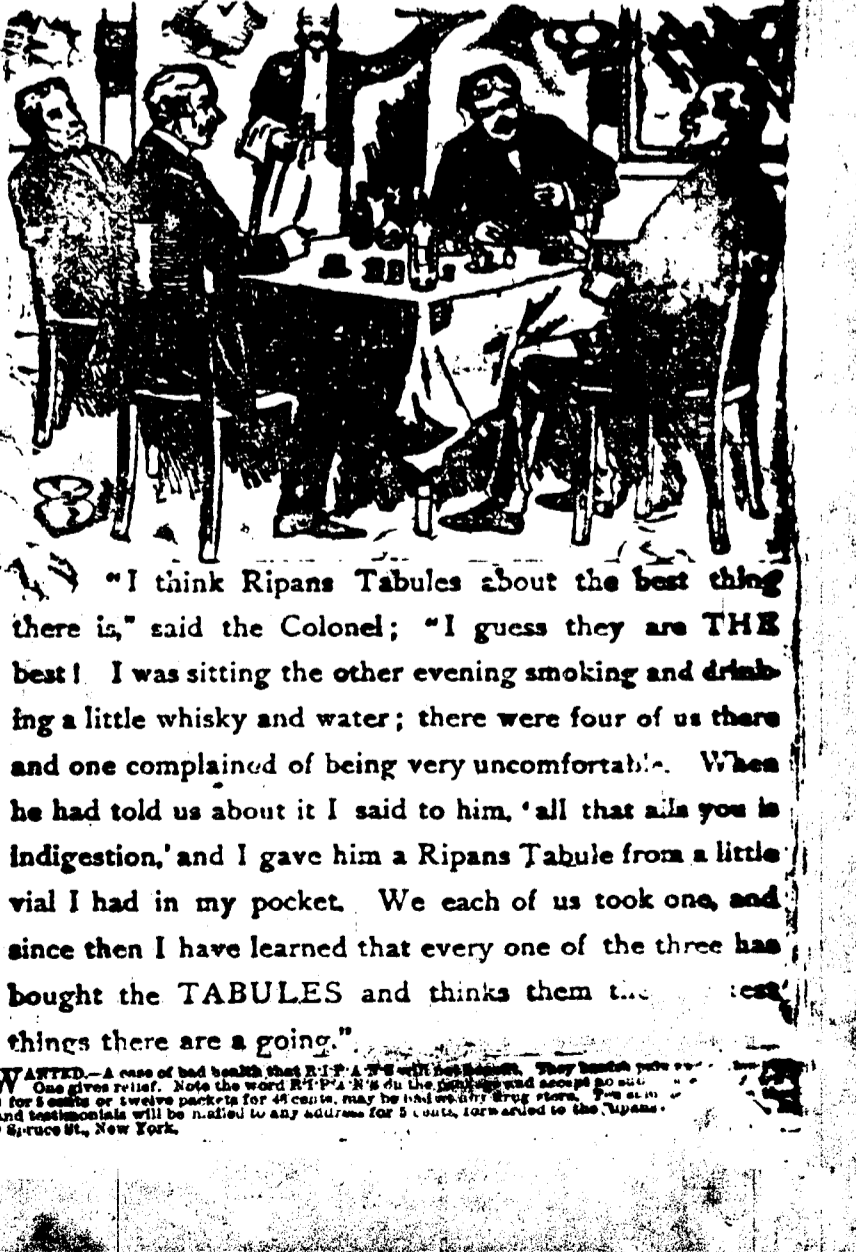 "I think Ripans Tabules about the best thing
there is," said the Colonel; "I guess they are THE
best! I was sitting the other evening smoking and drink-
ing a little whisky and water; there were four of us there
and one complained of being very uncomfortable. When
he had told us about it I said to him, 'all that ails you is
indigestion,' and I gave him a Ripans Tabule from a little
vial I had in my pocket. We each of us took one, and
since then I have learned that every one of the three has
bought the TABULES and thinks them
things there are a going."
WANTED.—A case of bad health that R·I·P·A·N·S will not benefit. They banish pain
One gives relief. Note the word R·I·P·A·N·S on the package and accept no
for 5 cents or twelve packets for 48 cents, may be had at any drug store.
and testimonials will be mailed to any address for 5 cents, forwarded to the Ripans
Spruce St., New York.